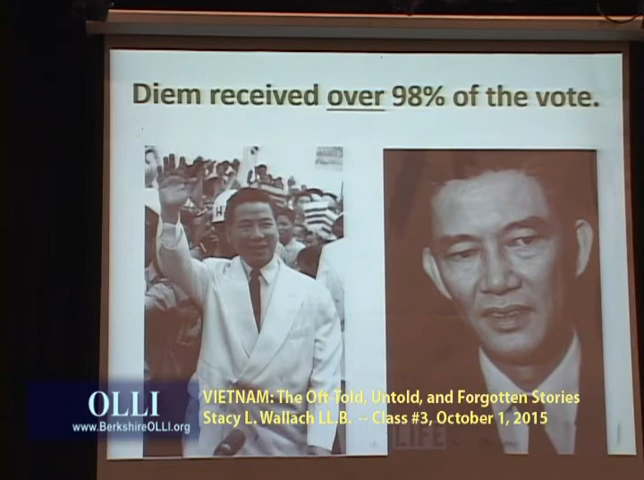 Diem received over 98% of the vote.
LIFE
OLLI
www.BerkshireOLLI.org
VIETNAM: The Oft-Told, Untold, and Forgotten Stories
Stacy L. Wallach LL.B. -- Class #3, October 1, 2015